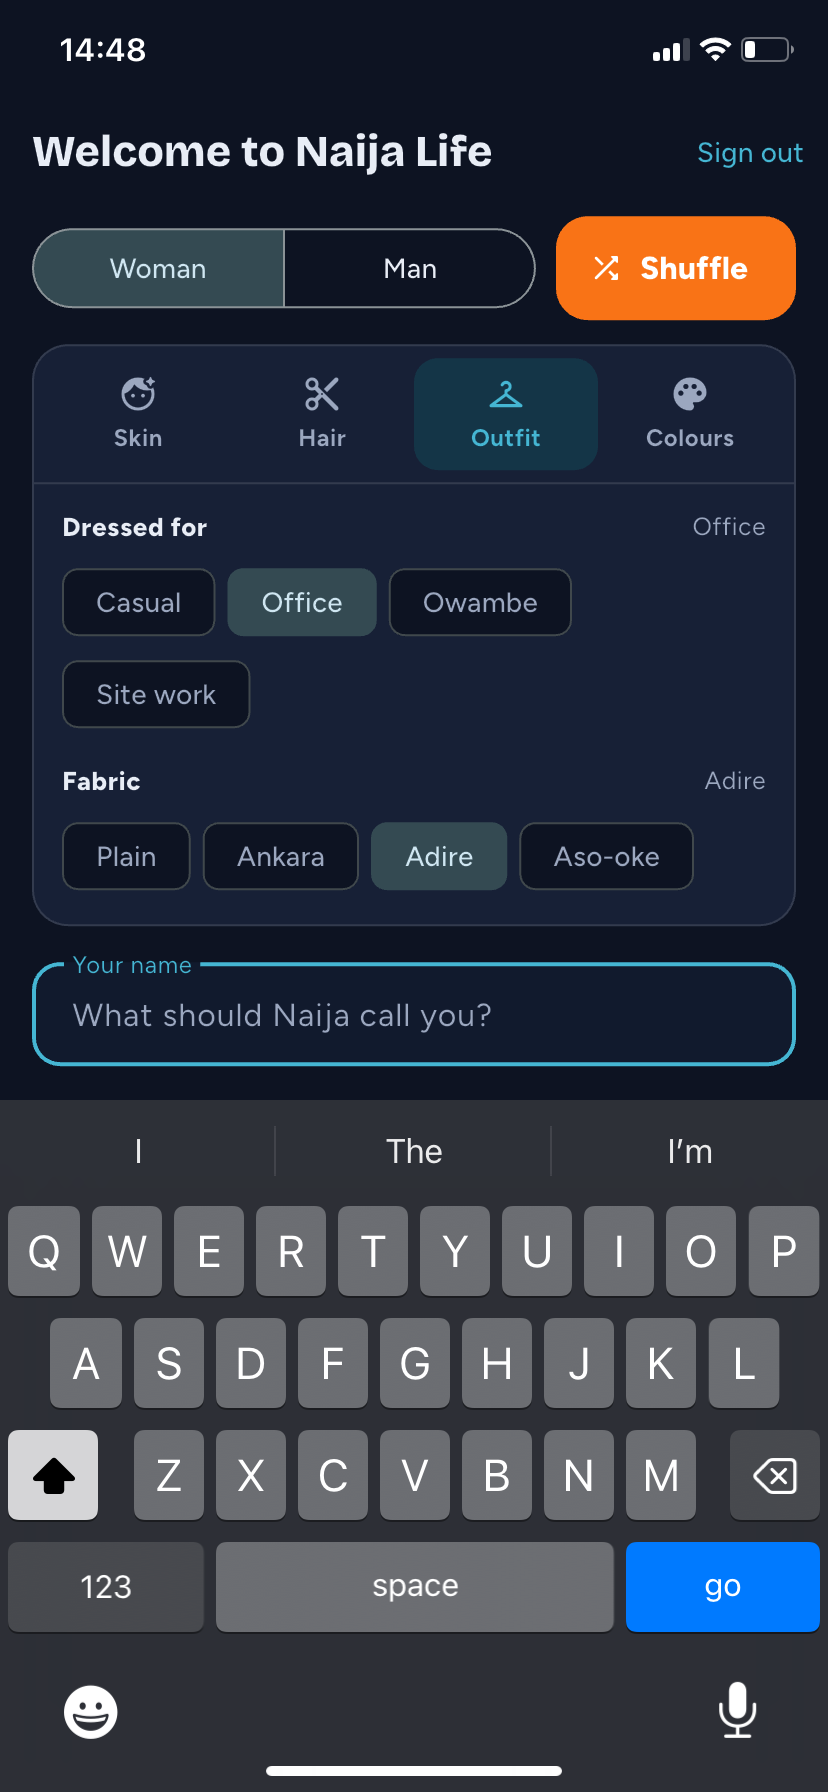 14:48
Welcome to Naija Life
Sign out
Woman
Man
Shuffle
Skin
Hair
Outfit
Colours
Dressed for
Office
Casual
Office
Owambe
Site work
Fabric
Adire
Plain
Ankara
Adire
Aso-oke
Your name
What should Naija call you?
I
The
I'm
Q W E R T Y U I O P
A S D F G H J K L
Z X C V B N M
123
space
go